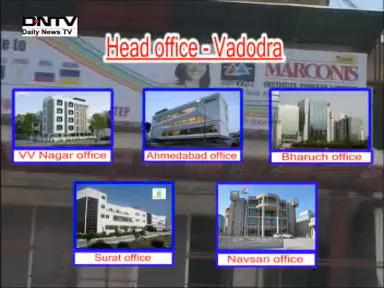 DNTV
Daily News TV
Head office - Vadodra
MARCONIS
VV Nagar office
Ahmedabad office
Bharuch office
Surat office
Navsari office